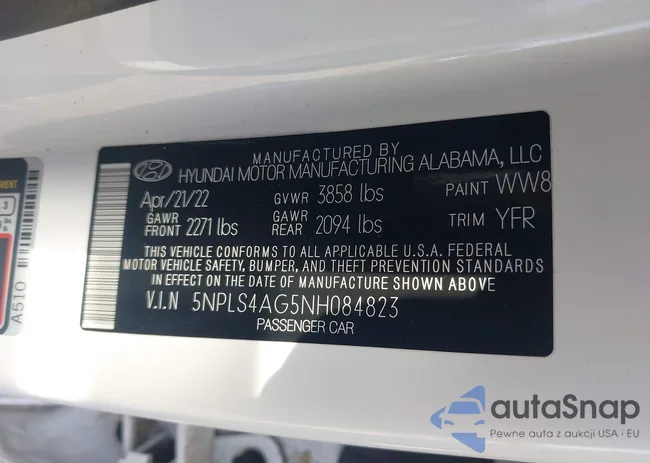 MANUFACTURED BY
HYUNDAI MOTOR MANUFACTURING ALABAMA, LLC
Apr/21/22 GVWR 3858 lbs PAINT WW8
GAWR FRONT 2271 lbs GAWR REAR 2094 lbs TRIM YFR
THIS VEHICLE CONFORMS TO ALL APPLICABLE U.S.A. FEDERAL
MOTOR VEHICLE SAFETY, BUMPER, AND THEFT PREVENTION STANDARDS
IN EFFECT ON THE DATE OF MANUFACTURE SHOWN ABOVE.
V.I.N 5NPLS4AG5NH084823
PASSENGER CAR
A510
3
autaSnap
Pewne auta z aukcji USA i EU